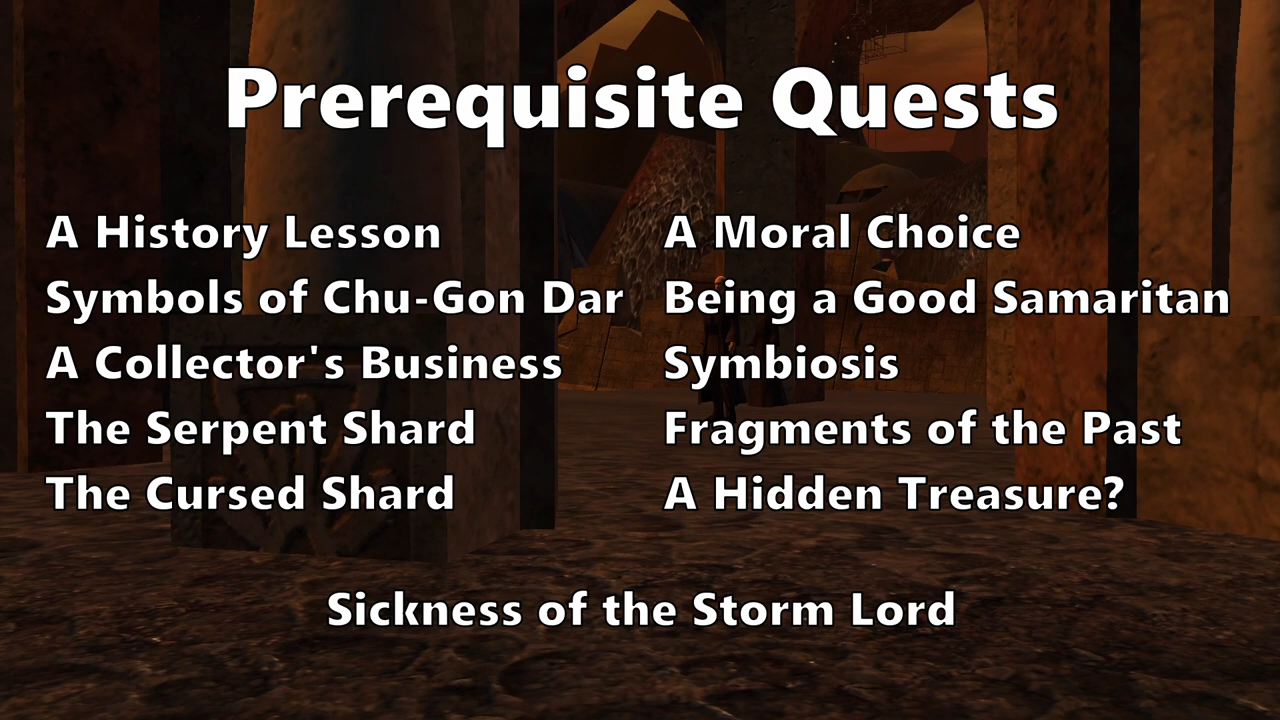 Prerequisite Quests
A History Lesson
Symbols of Chu-Gon Dar
A Collector's Business
The Serpent Shard
The Cursed Shard
A Moral Choice
Being a Good Samaritan
Symbiosis
Fragments of the Past
A Hidden Treasure?
Sickness of the Storm Lord